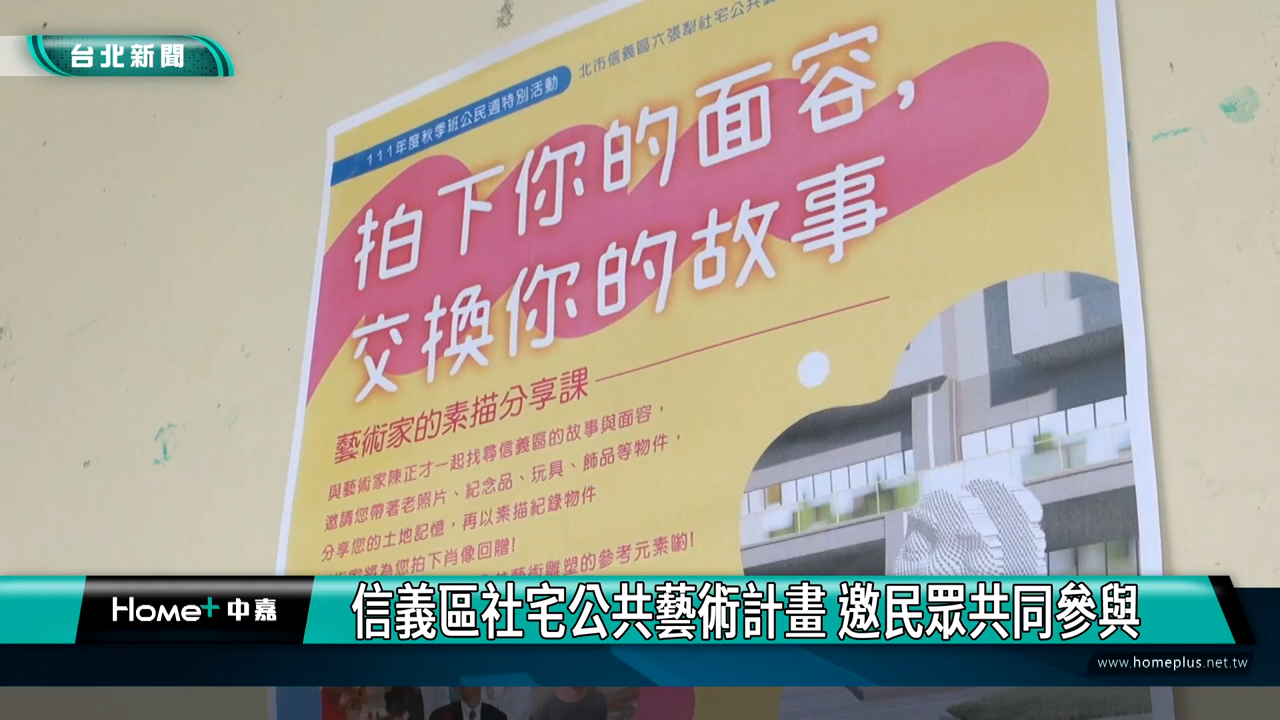 台北新聞
111年度秋季班公民週特別活動
北市信義區六張犁社宅公共藝
拍下你的面容，
交換你的故事
藝術家的素描分享課
與藝術家陳正才一起找尋信義區的故事與面容，
邀請您帶著老照片、紀念品、玩具、飾品等物件，
分享您的土地記憶，再以素描紀錄物件
術家將為您拍下肖像回贈!
藝術雕塑的參考元素喲!
Home+中嘉
信義區社宅公共藝術計畫 邀民眾共同參與
www.homeplus.net.tw